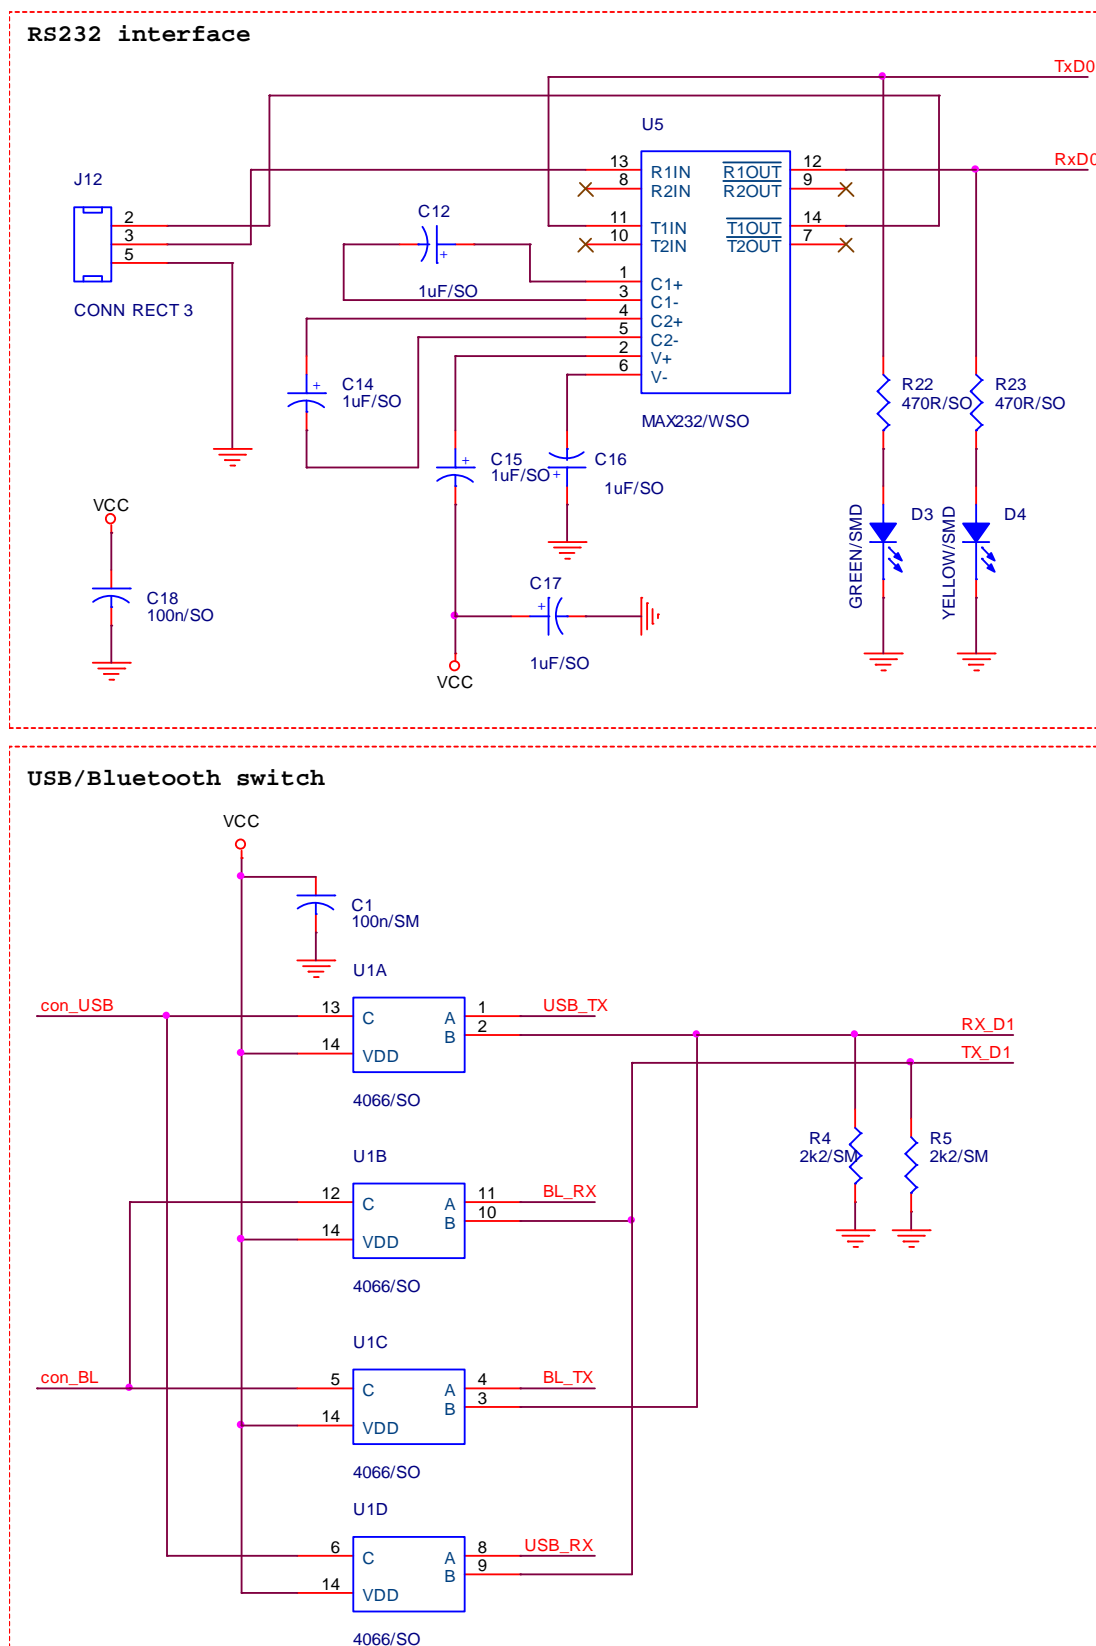 RS232 interface
TxD0
U5
13 R1IN R1OUT 12
RxD0
8 R2IN R2OUT 9
J12
2
3
5
CONN RECT 3
11 T1IN T1OUT 14
10 T2IN T2OUT 7
C12
1uF/SO
1 C1+
3 C1-
4 C2+
5 C2-
2 V+
6 V-
MAX232/WSO
C14
1uF/SO
R22
470R/SO
R23
470R/SO
C15
1uF/SO
C16
1uF/SO
VCC
C18
100n/SO
GREEN/SMD
D3
YELLOW/SMD
D4
C17
1uF/SO
VCC
USB/Bluetooth switch
VCC
C1
100n/SM
U1A
con_USB
13 C A 1
USB_TX
B 2
14 VDD
4066/SO
RX_D1
TX_D1
R4
2k2/SM
R5
2k2/SM
U1B
12 C A 11
BL_RX
B 10
14 VDD
4066/SO
U1C
con_BL
5 C A 4
BL_TX
B 3
14 VDD
4066/SO
U1D
6 C A 8
USB_RX
B 9
14 VDD
4066/SO